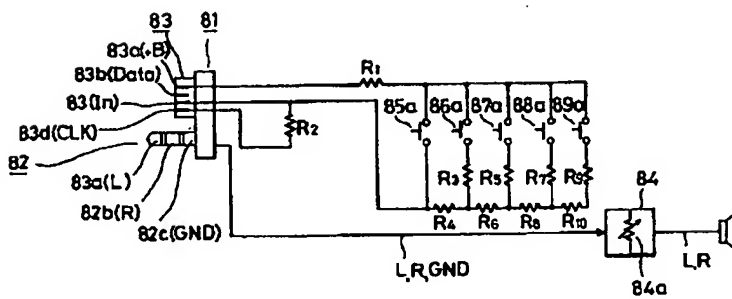 83
81
83a(+B)
83b(Data)
83(In)
83d(CLK)
82
83a(L)
82b(R)
82c(GND)
R1
R2
85a 86a 87a 88a 89a
R3 R5 R7 R9
R4 R6 R8 R10
84
L,R,GND
L,R
84a